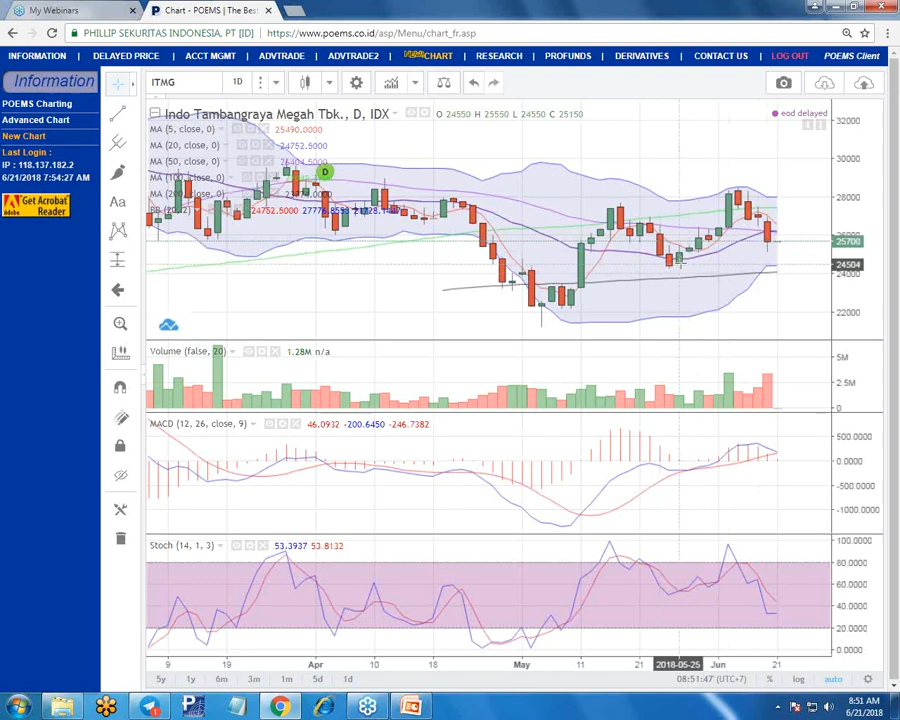 My Webinars
Chart - POEMS | The Bes
PHILLIP SEKURITAS INDONESIA, PT [ID]
https://www.poems.co.id/asp/Menu/chart_fr.asp
INFORMATION DELAYED PRICE ACCT MGMT ADVTRADE ADVTRADE2 CHART RESEARCH PROFUNDS DERIVATIVES CONTACT US LOG OUT POEMS Client
Information
POEMS Charting
Advanced Chart
New Chart
Last Login :
IP : 118.137.182.2
6/21/2018 7:54:27 AM
Get Acrobat
Reader
Adobe
ITMG 1D
Aa
Indo Tambangraya Megah Tbk., D, IDX O 24550 H 25550 L 24550 C 25150
eod delayed
MA (5, close, 0) 25490.0000
MA (20, close, 0) 24752.5000
MA (50, close, 0)
MA (100, close, 0)
24752.5000
D
32000
30000
28000
25700
24504
24000
22000
Volume (false, 20) 1.28M n/a
5M
2.5M
0
MACD (12, 26, close, 9) 46.0932 -200.6450 -246.7382
500.0000
0.0000
-500.0000
-1000.0000
Stoch (14, 1, 3) 53.3937 53.8132
100.0000
80.0000
60.0000
40.0000
20.0000
0.0000
9 19 Apr 10 18 May 11 21 2018-05-25 Jun 21
5y 1y 6m 3m 1m 5d 1d 08:51:47 (UTC+7) % log auto
8:51 AM
6/21/2018